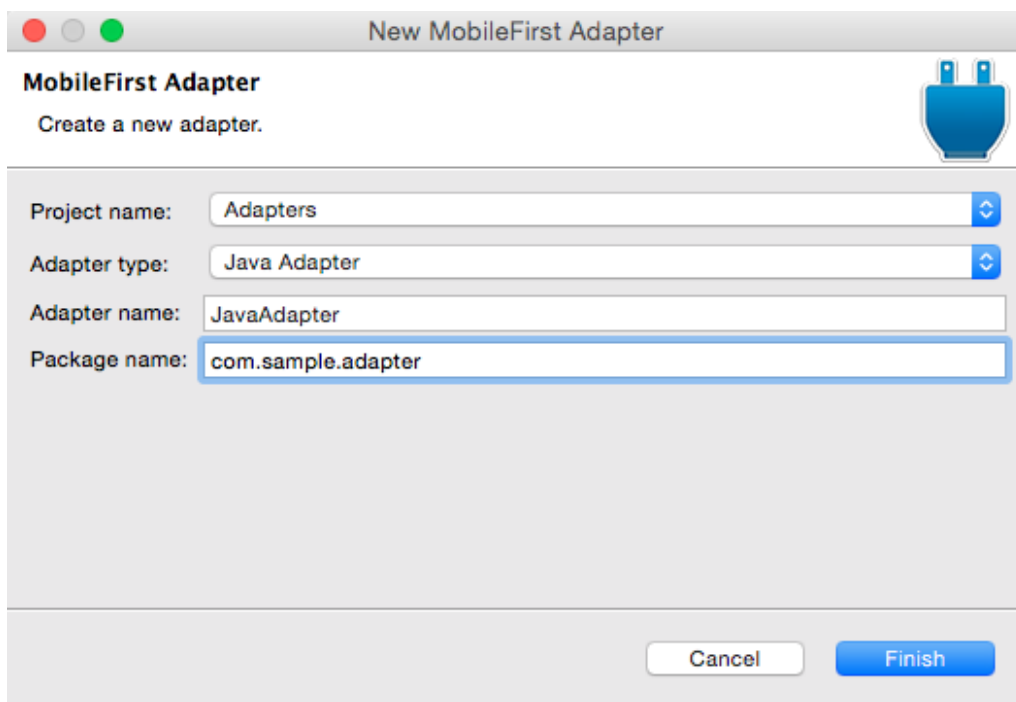 New MobileFirst Adapter
MobileFirst Adapter
Create a new adapter.
Project name: Adapters
Adapter type: Java Adapter
Adapter name: JavaAdapter
Package name: com.sample.adapter
Cancel Finish